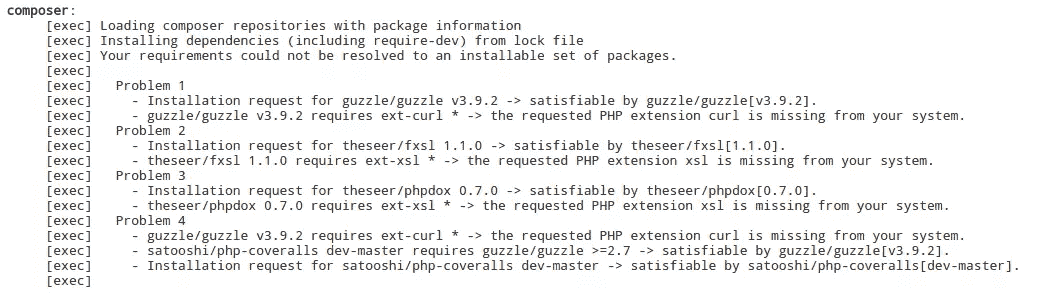 composer:
[exec] Loading composer repositories with package information
[exec] Installing dependencies (including require-dev) from lock file
[exec] Your requirements could not be resolved to an installable set of packages.
[exec]
[exec]   Problem 1
[exec]     - Installation request for guzzle/guzzle v3.9.2 -> satisfiable by guzzle/guzzle[v3.9.2].
[exec]     - guzzle/guzzle v3.9.2 requires ext-curl * -> the requested PHP extension curl is missing from your system.
[exec]   Problem 2
[exec]     - Installation request for theseer/fxsl 1.1.0 -> satisfiable by theseer/fxsl[1.1.0].
[exec]     - theseer/fxsl 1.1.0 requires ext-xsl * -> the requested PHP extension xsl is missing from your system.
[exec]   Problem 3
[exec]     - Installation request for theseer/phpdox 0.7.0 -> satisfiable by theseer/phpdox[0.7.0].
[exec]     - theseer/phpdox 0.7.0 requires ext-xsl * -> the requested PHP extension xsl is missing from your system.
[exec]   Problem 4
[exec]     - guzzle/guzzle v3.9.2 requires ext-curl * -> the requested PHP extension curl is missing from your system.
[exec]     - satooshi/php-coveralls dev-master requires guzzle/guzzle >=2.7 -> satisfiable by guzzle/guzzle[v3.9.2].
[exec]     - Installation request for satooshi/php-coveralls dev-master -> satisfiable by satooshi/php-coveralls[dev-master].
[exec]